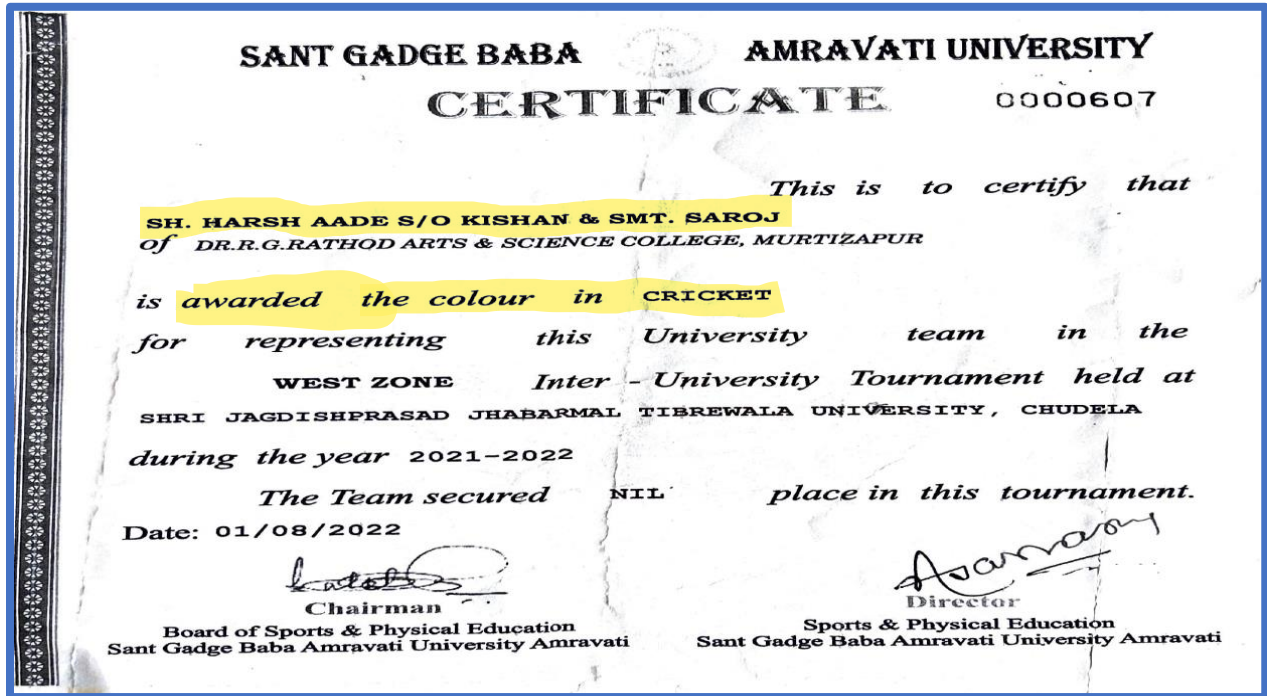 SANT GADGE BABA AMRAVATI UNIVERSITY
CERTIFICATE 0000607
This is to certify that
SH. HARSH AADE S/O KISHAN & SMT. SAROJ
of DR.R.G.RATHOD ARTS & SCIENCE COLLEGE, MURTIZAPUR
is awarded the colour in CRICKET
for representing this University team in the
WEST ZONE Inter - University Tournament held at
SHRI JAGDISHPRASAD JHABARMAL TIBREWALA UNIVERSITY, CHUDELA
during the year 2021-2022
The Team secured NIL place in this tournament.
Date: 01/08/2022
Chairman
Board of Sports & Physical Education
Sant Gadge Baba Amravati University Amravati
Director
Sports & Physical Education
Sant Gadge Baba Amravati University Amravati